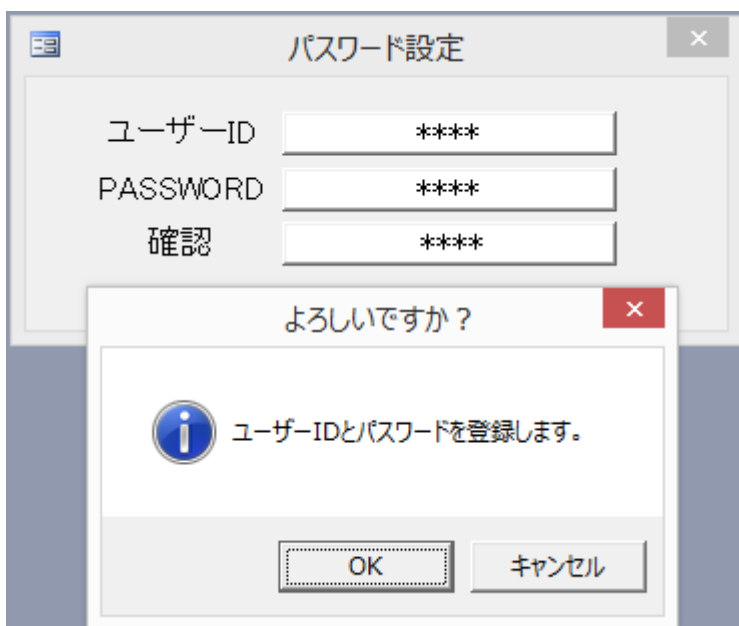 パスワード設定
ユーザーID ****
PASSWORD ****
確認 ****
よろしいですか？
ユーザーIDとパスワードを登録します。
OK キャンセル